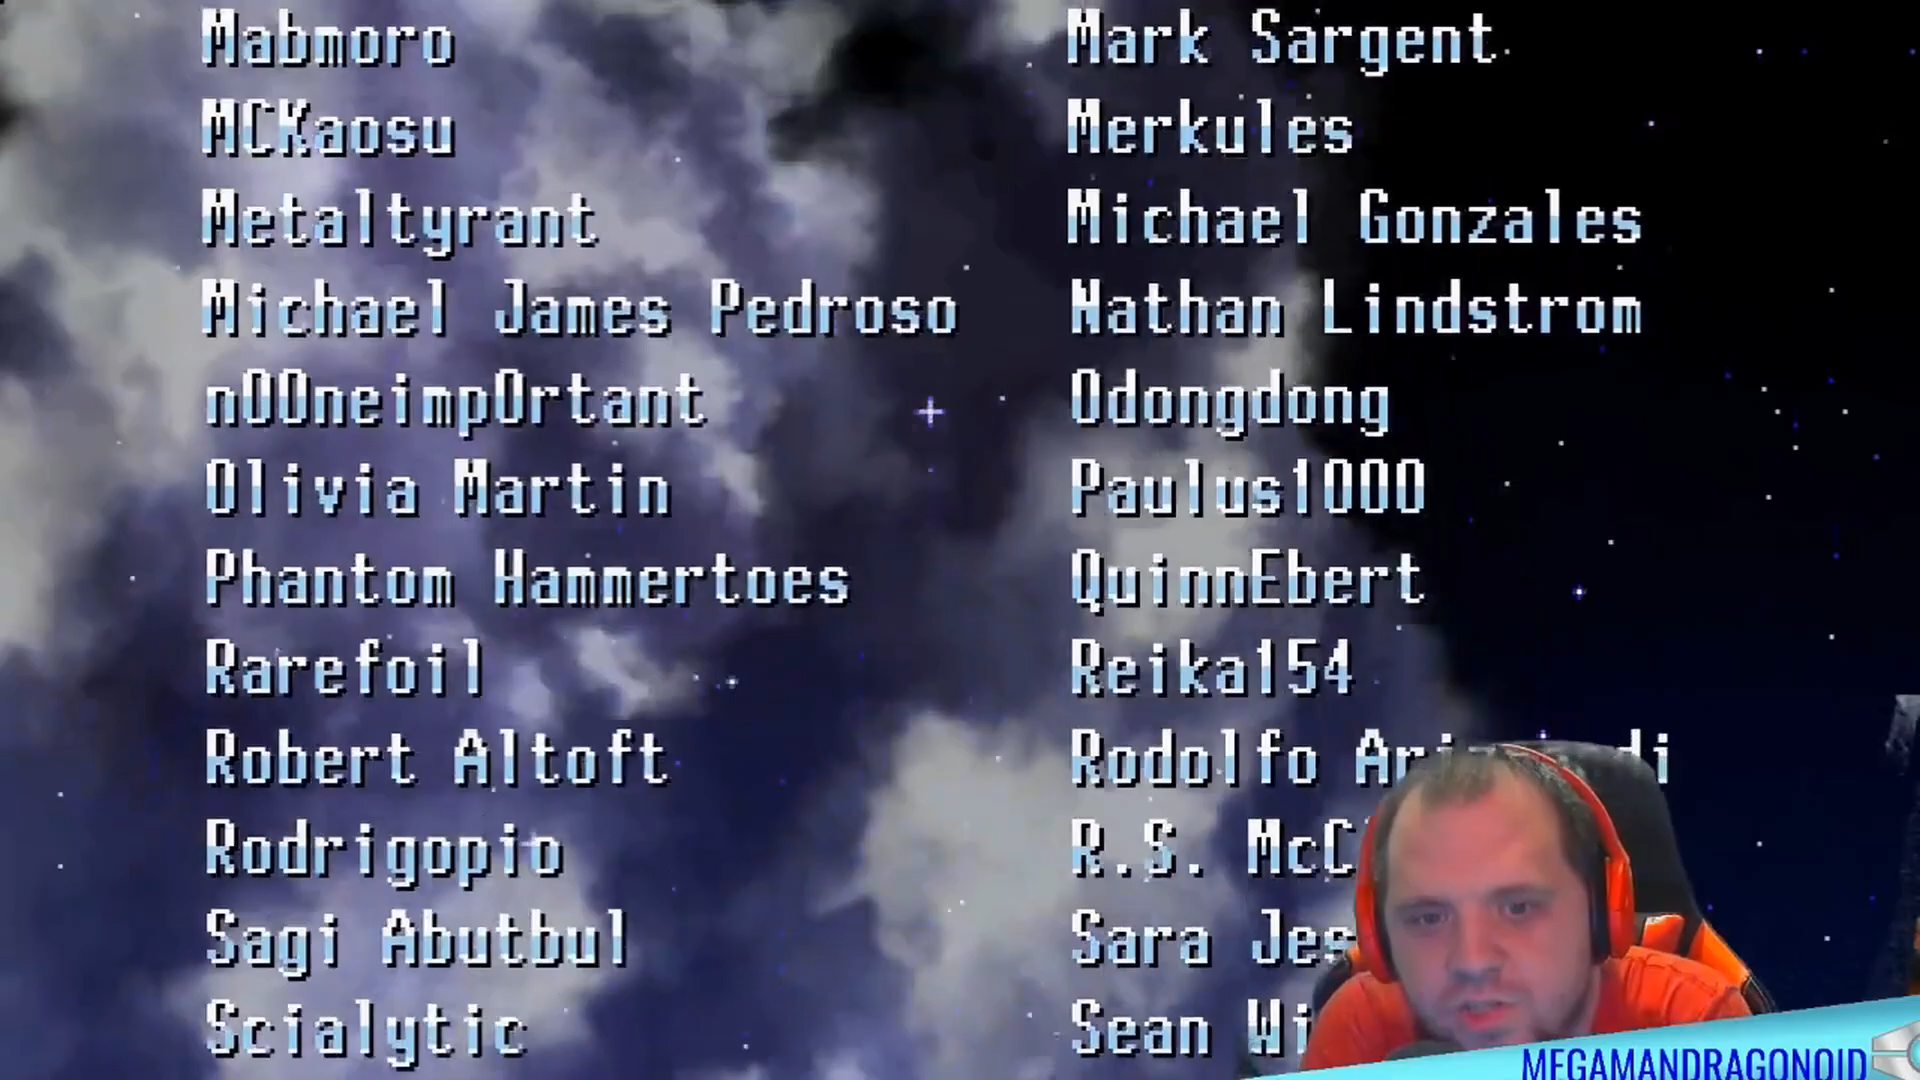 Mabmoro
Mark Sargent
MCKaosu
Merkules
Metaltyrant
Michael Gonzales
Michael James Pedroso
Nathan Lindstrom
n00neimp0rtant
Odongdong
Olivia Martin
Paulus1000
Phantom Hammertoes
QuinnEbert
Rarefoil
Reika154
Robert Altoft
Rodolfo
Rodrigopio
R.S.
Sagi Abutbul
Sara
Scialytic
Sean
MEGAMANDRAGONOID